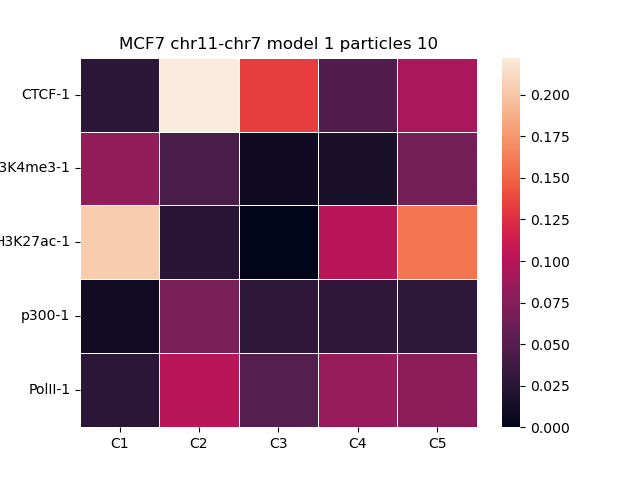 MCF7 chr11-chr7 model 1 particles 10
CTCF-1
3K4me3-1
H3K27ac-1
p300-1
PolII-1
C1 C2 C3 C4 C5
0.200
0.175
0.150
0.125
0.100
0.075
0.050
0.025
0.000